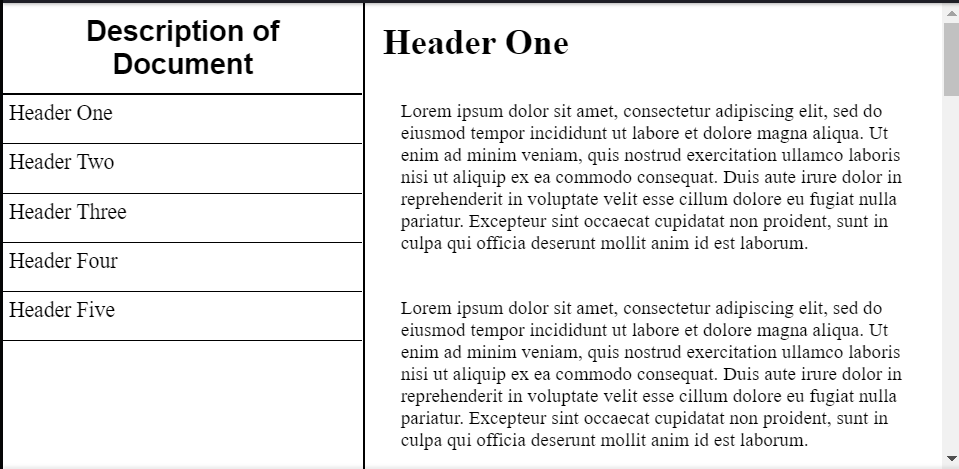 Description of
Document
Header One
Header Two
Header Three
Header Four
Header Five
Header One
Lorem ipsum dolor sit amet, consectetur adipiscing elit, sed do
eiusmod tempor incididunt ut labore et dolore magna aliqua. Ut
enim ad minim veniam, quis nostrud exercitation ullamco laboris
nisi ut aliquip ex ea commodo consequat. Duis aute irure dolor in
reprehenderit in voluptate velit esse cillum dolore eu fugiat nulla
pariatur. Excepteur sint occaecat cupidatat non proident, sunt in
culpa qui officia deserunt mollit anim id est laborum.
Lorem ipsum dolor sit amet, consectetur adipiscing elit, sed do
eiusmod tempor incididunt ut labore et dolore magna aliqua. Ut
enim ad minim veniam, quis nostrud exercitation ullamco laboris
nisi ut aliquip ex ea commodo consequat. Duis aute irure dolor in
reprehenderit in voluptate velit esse cillum dolore eu fugiat nulla
pariatur. Excepteur sint occaecat cupidatat non proident, sunt in
culpa qui officia deserunt mollit anim id est laborum.